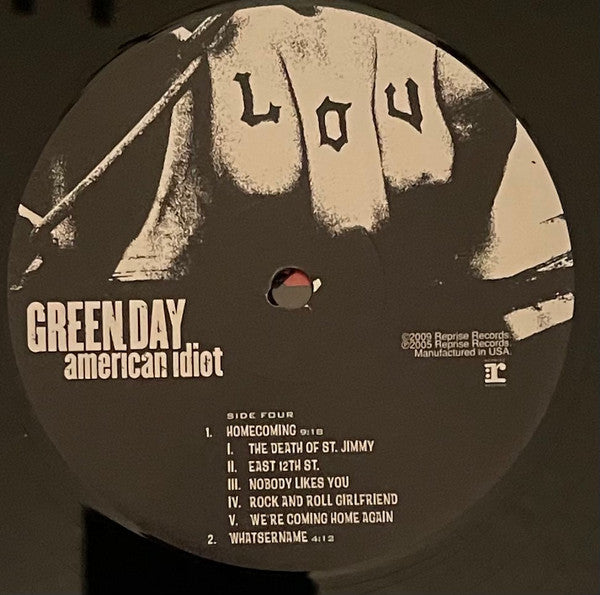 LOU
GREEN DAY
american idiot
©2009 Reprise Records.
℗2005 Reprise Records.
Manufactured in USA.
:r
SIDE FOUR
1. HOMECOMING 9:18
I. THE DEATH OF ST. JIMMY
II. EAST 12TH ST.
III. NOBODY LIKES YOU
IV. ROCK AND ROLL GIRLFRIEND
V. WE'RE COMING HOME AGAIN
2. WHATSERNAME 4:12